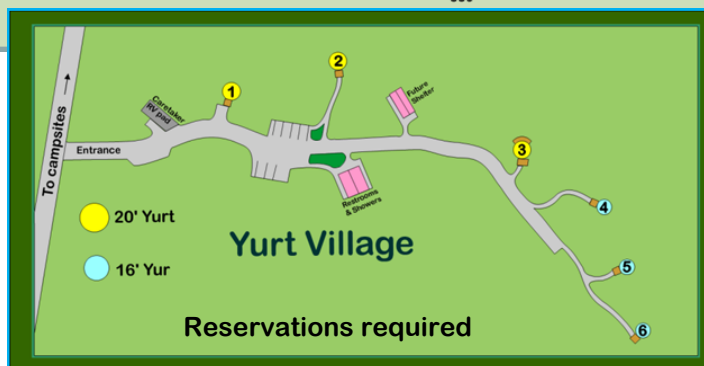 To campsites
Entrance
Caretaker
RV pad
1
2
Future
Shelter
3
4
5
6
Restrooms
& Showers
20' Yurt
16' Yur
Yurt Village
Reservations required